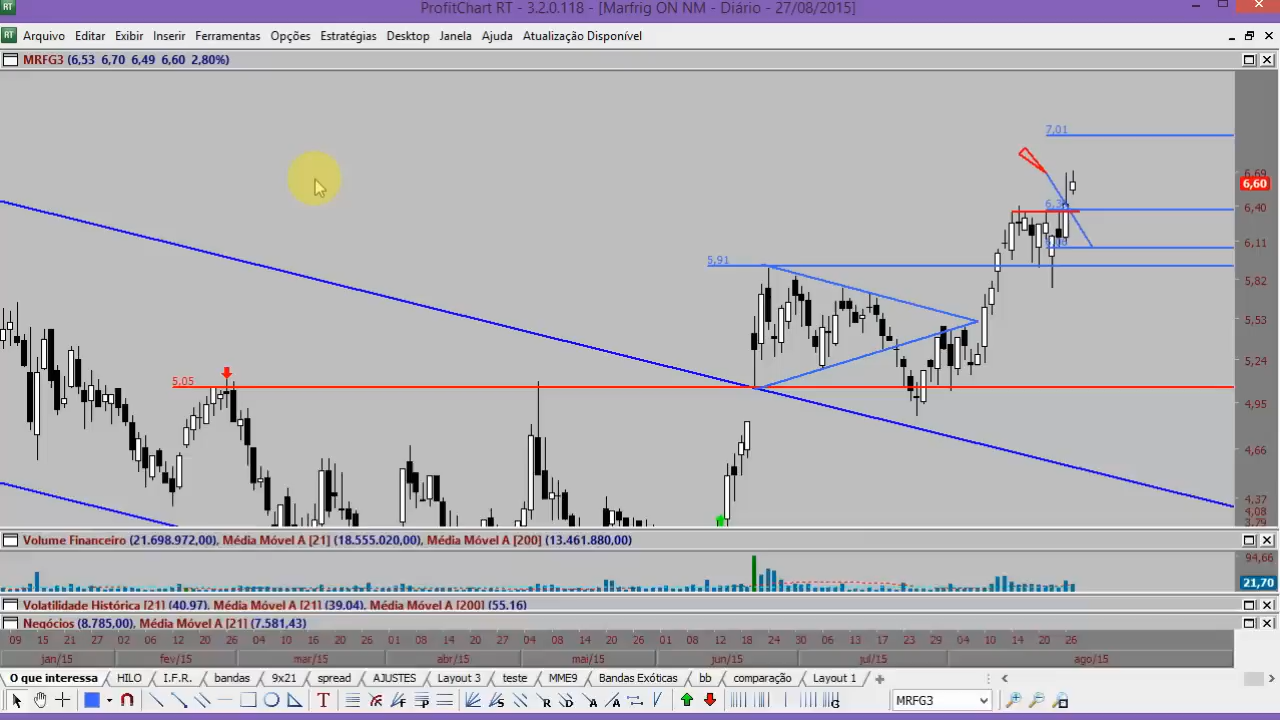 ProfitChart RT - 3.2.0.118 - [Marfrig ON NM - Diário - 27/08/2015]
RT
RT Arquivo Editar Exibir Inserir Ferramentas Opções Estratégias Desktop Janela Ajuda Atualização Disponível
MRFG3 (6,53 6,70 6,49 6,60 2,80%)
7,01
6,69
6,60
6,40
6,11
5,91
5,82
5,53
5,24
5,05
4,95
4,66
4,37
4,08
3,79
Volume Financeiro (21.698.972,00), Média Móvel A [21] (18.555.020,00), Média Móvel A [200] (13.461.880,00)
94,66
21,70
Volatilidade Histórica [21] (40,97), Média Móvel A [21] (39,04), Média Móvel A [200] (55,16)
Negócios (8.785,00), Média Móvel A [21] (7.581,43)
09 15 21 27 02 06 12 20 26 04 10 16 20 26 01 08 14 20 27 04 08 14 20 26 01 08 12 18 24 30 06 13 17 23 29 04 10 14 20 26
jan/15 fev/15 mar/15 abr/15 mai/15 jun/15 jul/15 ago/15
O que interessa HILO I.F.R. bandas 9x21 spread AJUSTES Layout 3 teste MME9 Bandas Exóticas bb comparação Layout 1
T F P S R D A A V G MRFG3